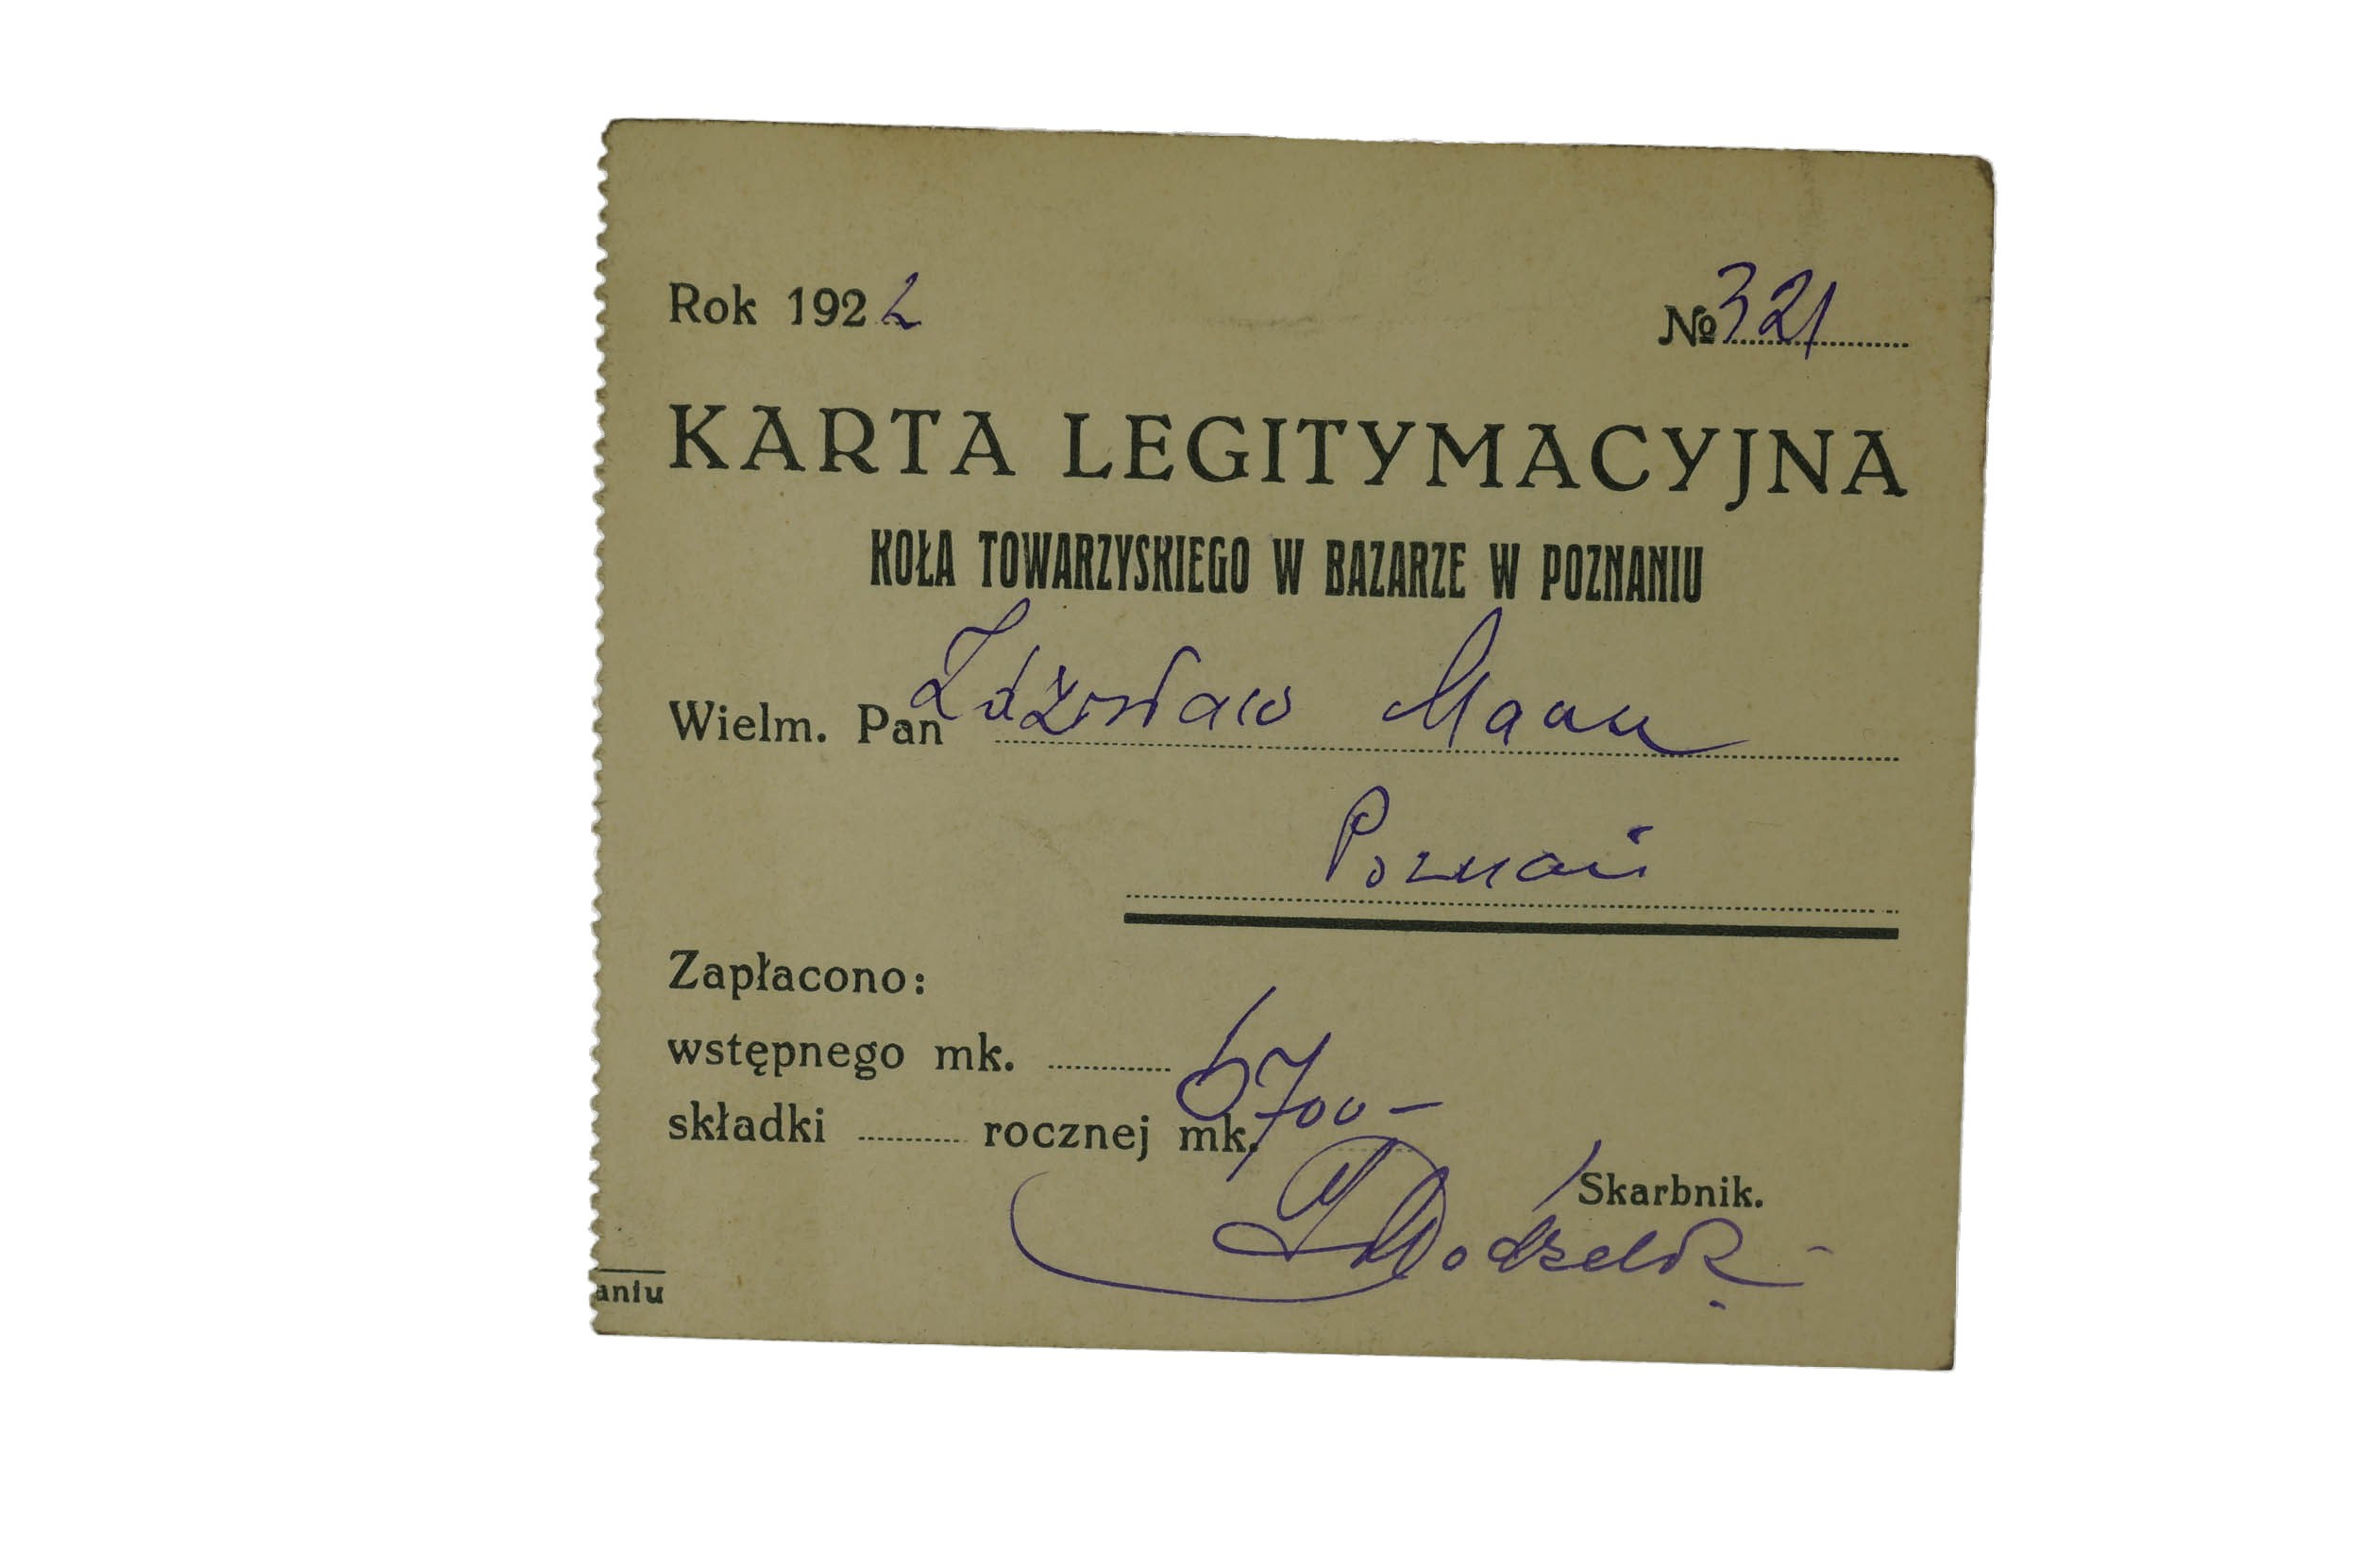 Rok 1922 № 321
KARTA LEGITYMACYJNA
KOŁA TOWARZYSKIEGO W BAZARZE W POZNANIU
Wielm. Pan Zdzisław
Poznań
Zapłacono:
wstępnego mk.
składki rocznej mk. 6700-
Skarbnik.
aniu